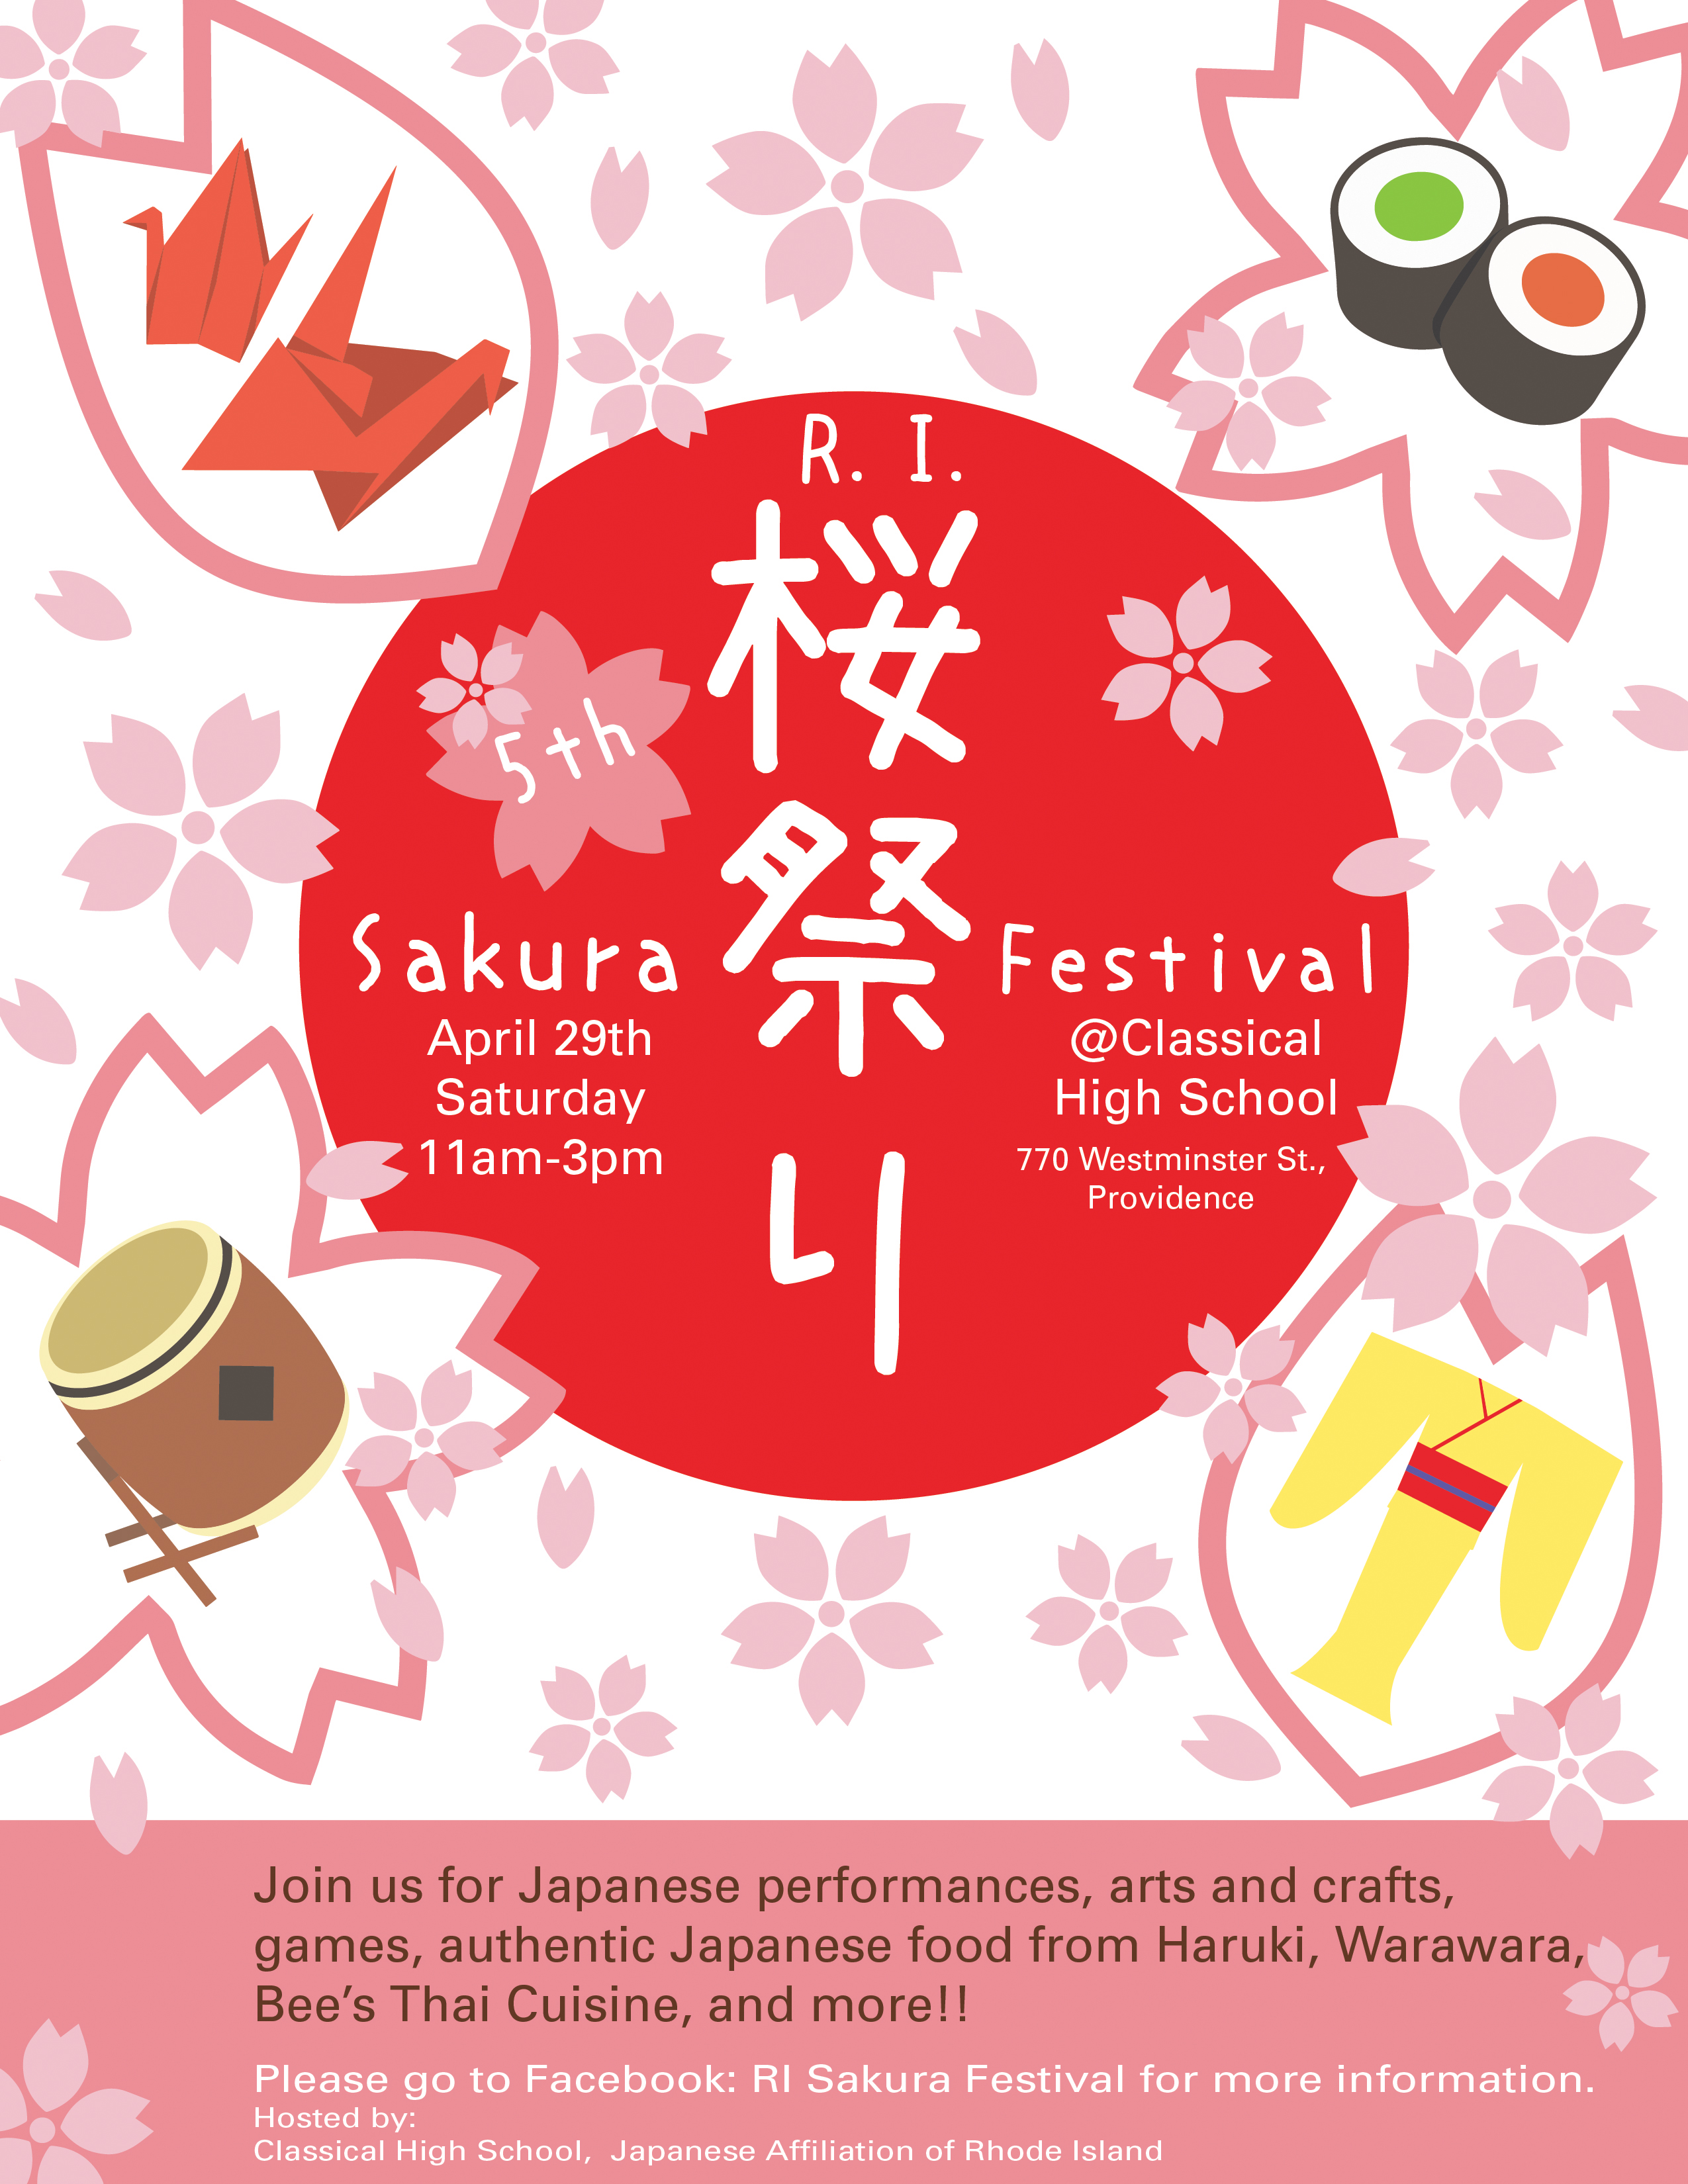 R. I.
桜祭り
5th
Sakura Festival
April 29th
Saturday
11am-3pm
@Classical
High School
770 Westminster St.,
Providence
Join us for Japanese performances, arts and crafts,
games, authentic Japanese food from Haruki, Warawara,
Bee’s Thai Cuisine, and more!!
Please go to Facebook: RI Sakura Festival for more information.
Hosted by:
Classical High School,  Japanese Affiliation of Rhode Island